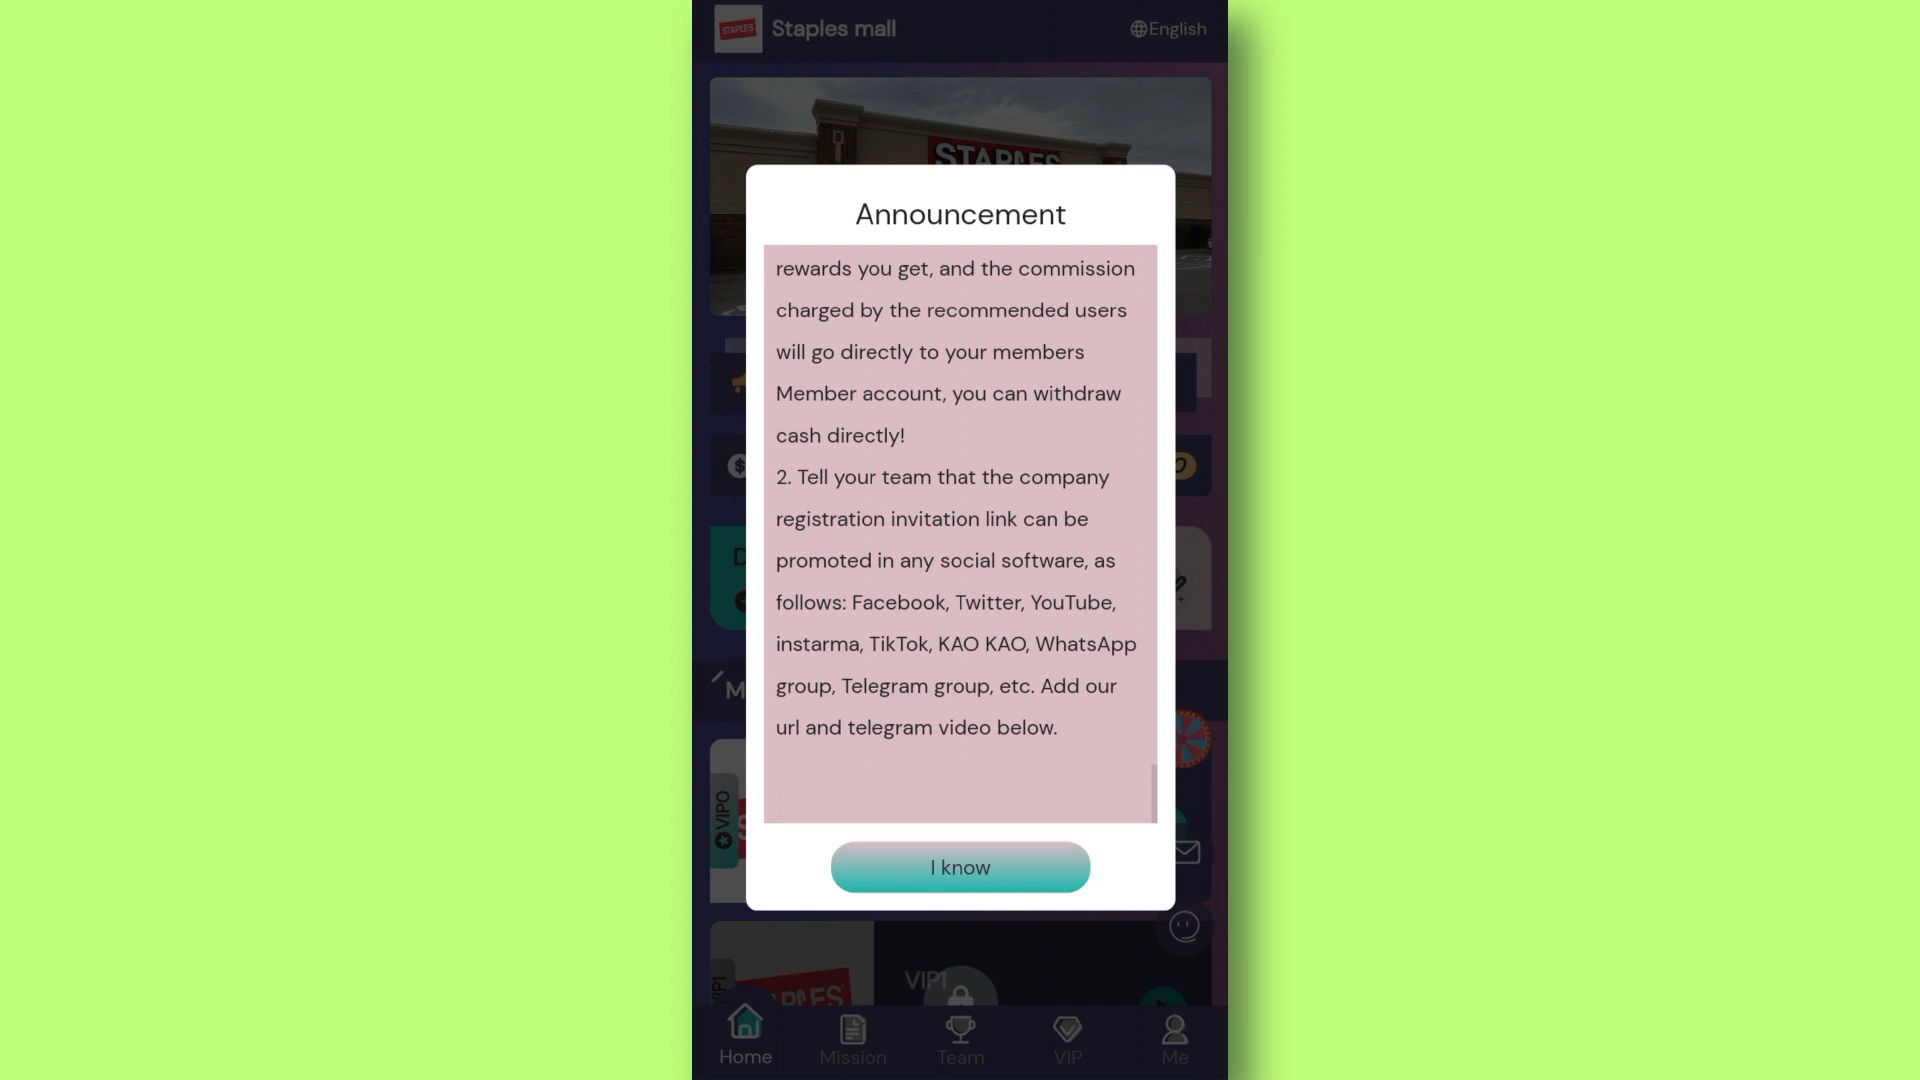 STAPLES
Staples mall
English
STAPLES
Announcement
rewards you get, and the commission
charged by the recommended users
will go directly to your members
Member account, you can withdraw
cash directly!
2. Tell your team that the company
registration invitation link can be
promoted in any social software, as
follows: Facebook, Twitter, YouTube,
instarma, TikTok, KAO KAO, WhatsApp
group, Telegram group, etc. Add our
url and telegram video below.
I know
VIP0
VIP1
VIP1
Home
Mission
Team
VIP
Me